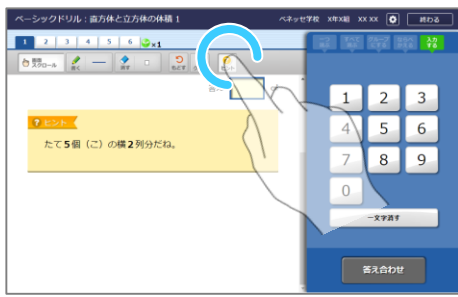 ベーシックドリル：直方体と立方体の体積 1
ベネッセ学校 X年X組 XX XX
終わる
1 2 3 4 5 6 ×1
画面スクロール 書く 消す もどす ヒント
入力する
? ヒント
たて5個（こ）の横2列分だね。
1 2 3
4 5 6
7 8 9
0
一文字消す
答え合わせ